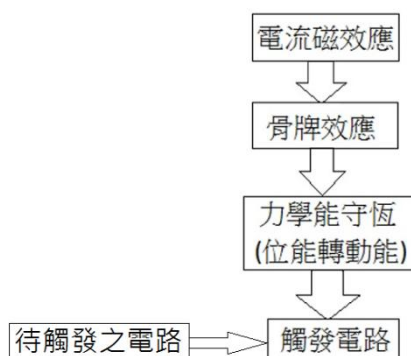 電流磁效應
骨牌效應
力學能守恆
(位能轉動能)
待觸發之電路
觸發電路